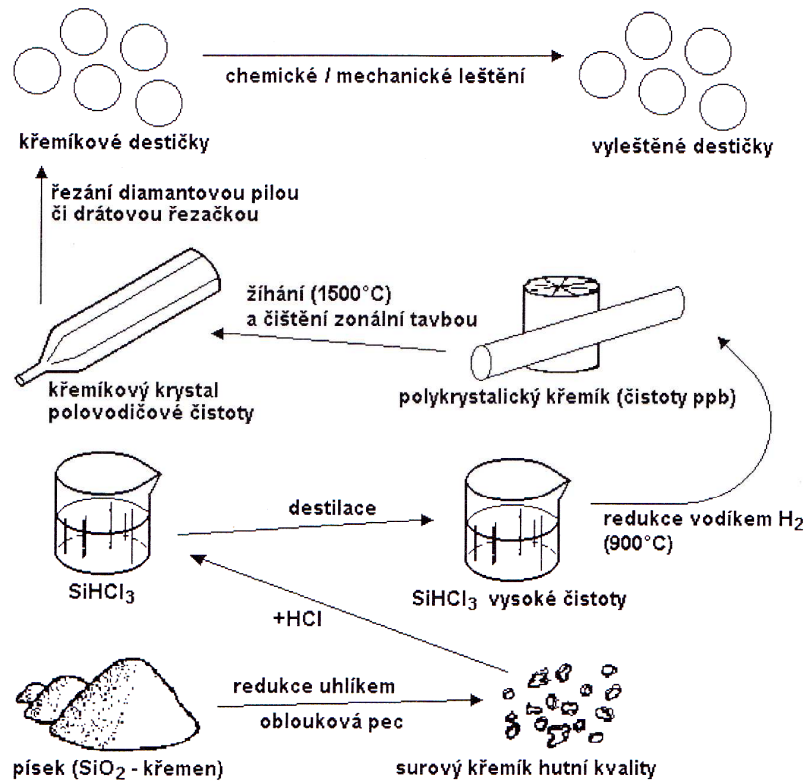 chemické / mechanické leštění
křemíkové destičky
vyleštěné destičky
řezání diamantovou pilou
či drátovou řezačkou
žíhání (1500°C)
a čištění zonální tavbou
křemíkový krystal
polovodičové čistoty
polykrystalický křemík (čistoty ppb)
destilace
redukce vodíkem H₂
(900°C)
SiHCl₃
SiHCl₃ vysoké čistoty
+HCl
redukce uhlíkem
oblouková pec
písek (SiO₂ - křemen)
surový křemík hutní kvality